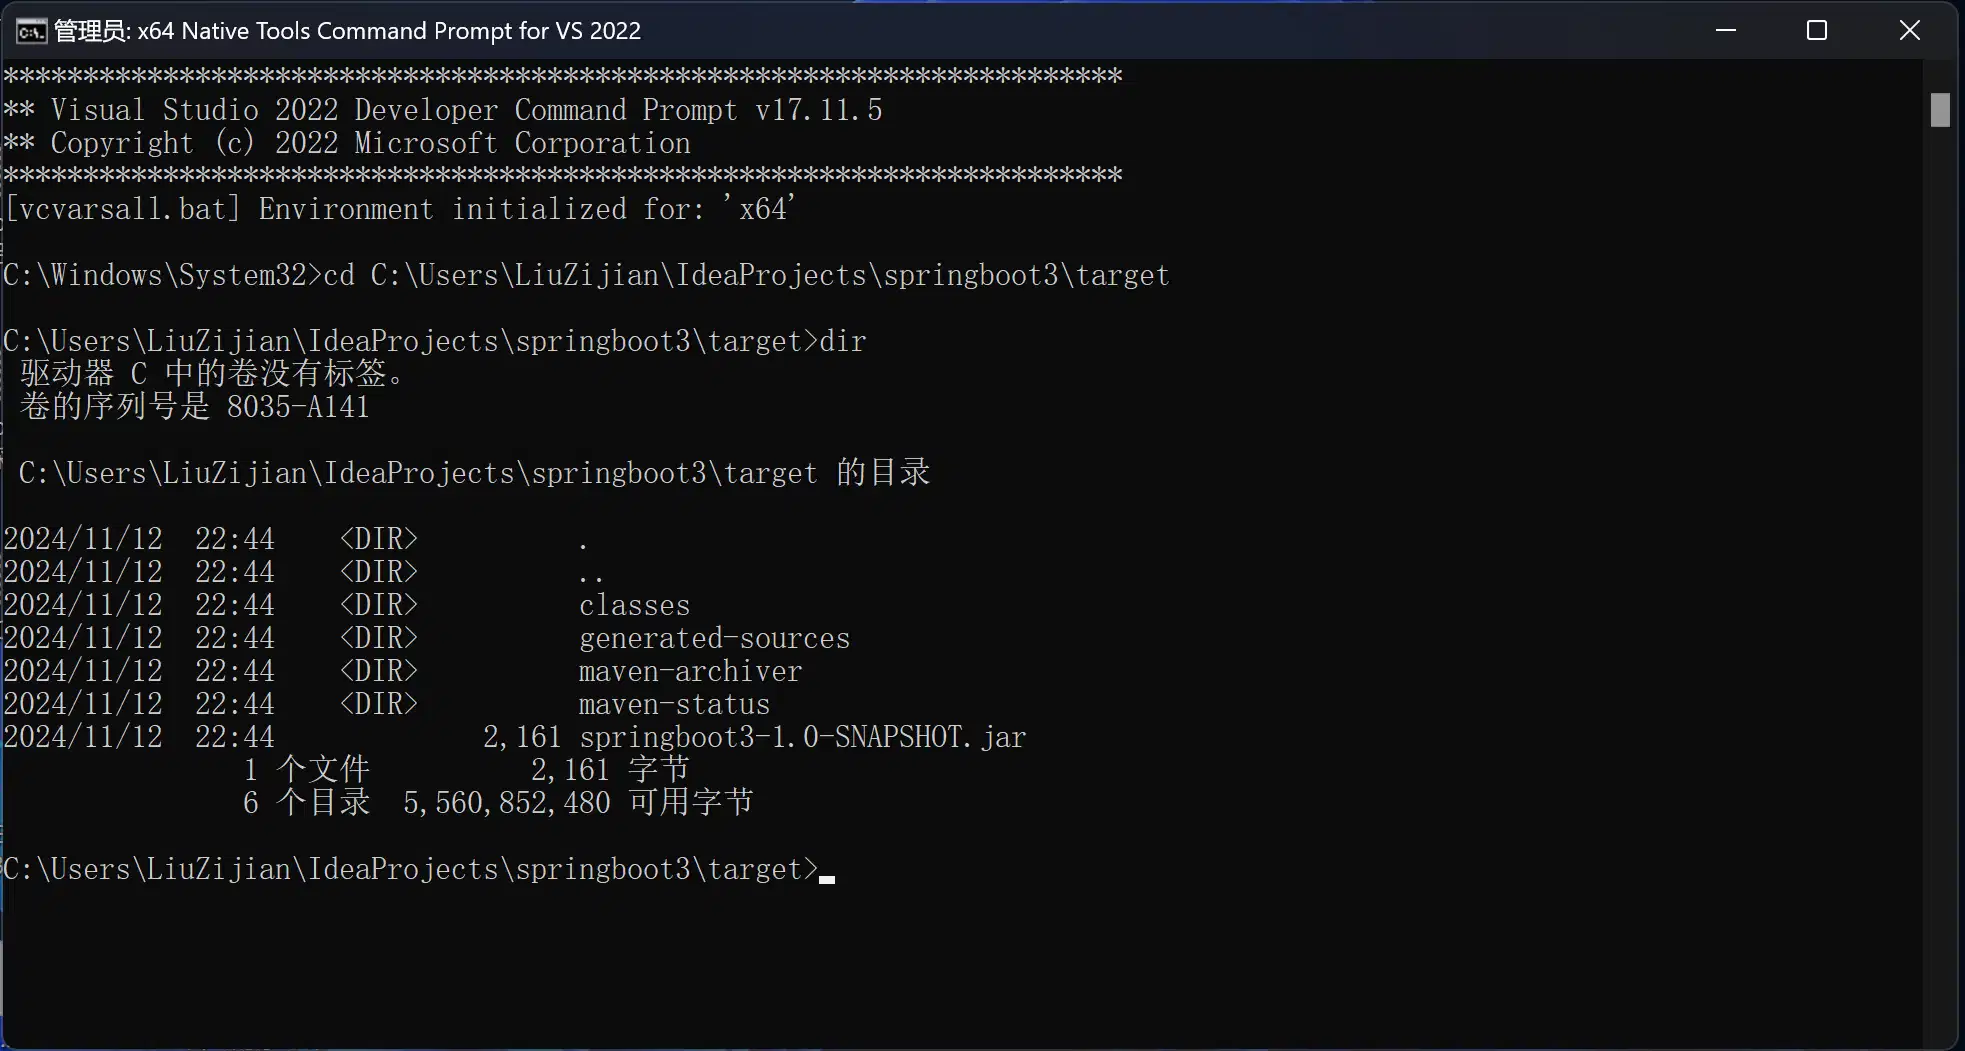 管理员: x64 Native Tools Command Prompt for VS 2022
**********************************************************************
** Visual Studio 2022 Developer Command Prompt v17.11.5
** Copyright (c) 2022 Microsoft Corporation
**********************************************************************
[vcvarsall.bat] Environment initialized for: 'x64'
C:\Windows\System32>cd C:\Users\LiuZijian\IdeaProjects\springboot3\target
C:\Users\LiuZijian\IdeaProjects\springboot3\target>dir
驱动器 C 中的卷没有标签。
卷的序列号是 8035-A141
C:\Users\LiuZijian\IdeaProjects\springboot3\target 的目录
2024/11/12  22:44    <DIR>          .
2024/11/12  22:44    <DIR>          ..
2024/11/12  22:44    <DIR>          classes
2024/11/12  22:44    <DIR>          generated-sources
2024/11/12  22:44    <DIR>          maven-archiver
2024/11/12  22:44    <DIR>          maven-status
2024/11/12  22:44             2,161 springboot3-1.0-SNAPSHOT.jar
1 个文件          2,161 字节
6 个目录  5,560,852,480 可用字节
C:\Users\LiuZijian\IdeaProjects\springboot3\target>